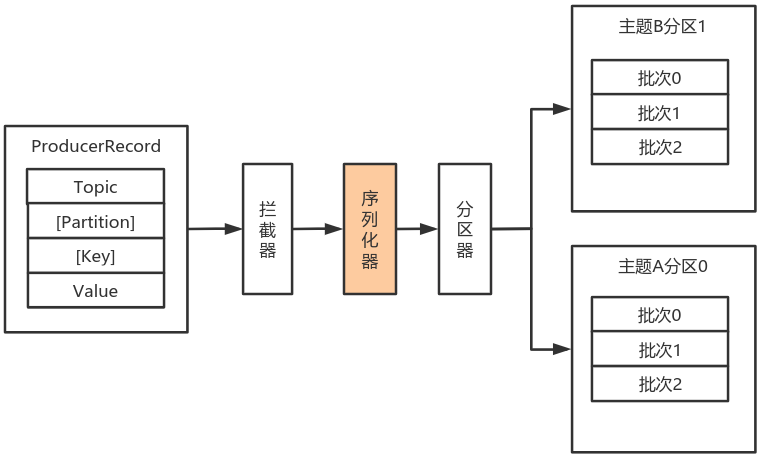 ProducerRecord
Topic
[Partition]
[Key]
Value
拦截器
序列化器
分区器
主题B分区1
批次0
批次1
批次2
主题A分区0
批次0
批次1
批次2